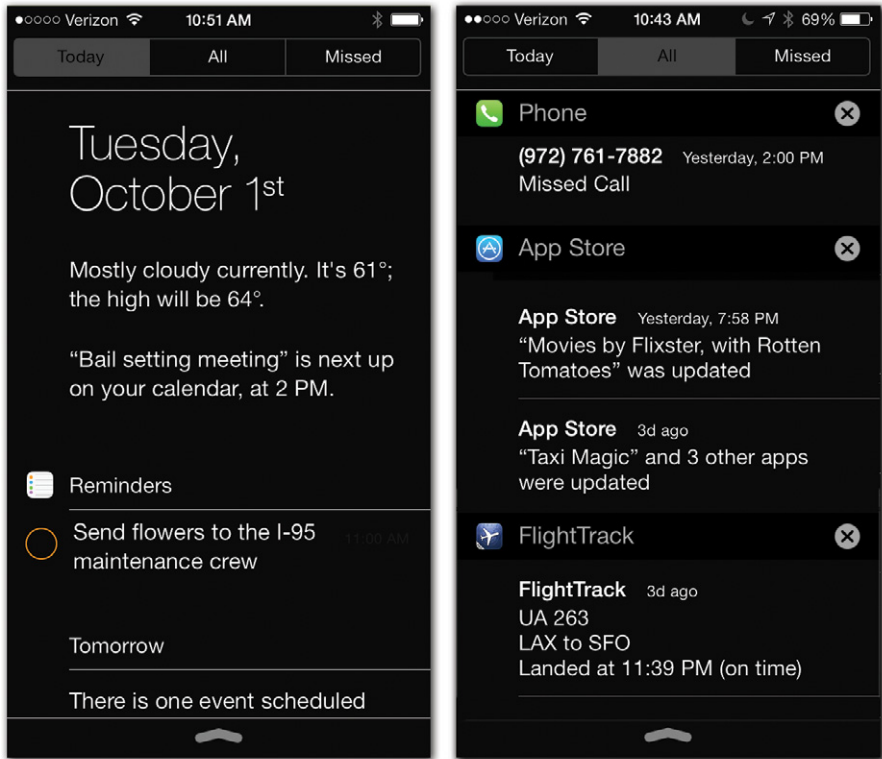 Verizon 10:51 AM
Today All Missed
Tuesday,
October 1st
Mostly cloudy currently. It's 61°;
the high will be 64°.
“Bail setting meeting” is next up
on your calendar, at 2 PM.
Reminders
Send flowers to the I-95 11:00 AM
maintenance crew
Tomorrow
There is one event scheduled
Verizon 10:43 AM 69%
Today All Missed
Phone
(972) 761-7882 Yesterday, 2:00 PM
Missed Call
App Store
App Store Yesterday, 7:58 PM
“Movies by Flixster, with Rotten
Tomatoes” was updated
App Store 3d ago
“Taxi Magic” and 3 other apps
were updated
FlightTrack
FlightTrack 3d ago
UA 263
LAX to SFO
Landed at 11:39 PM (on time)